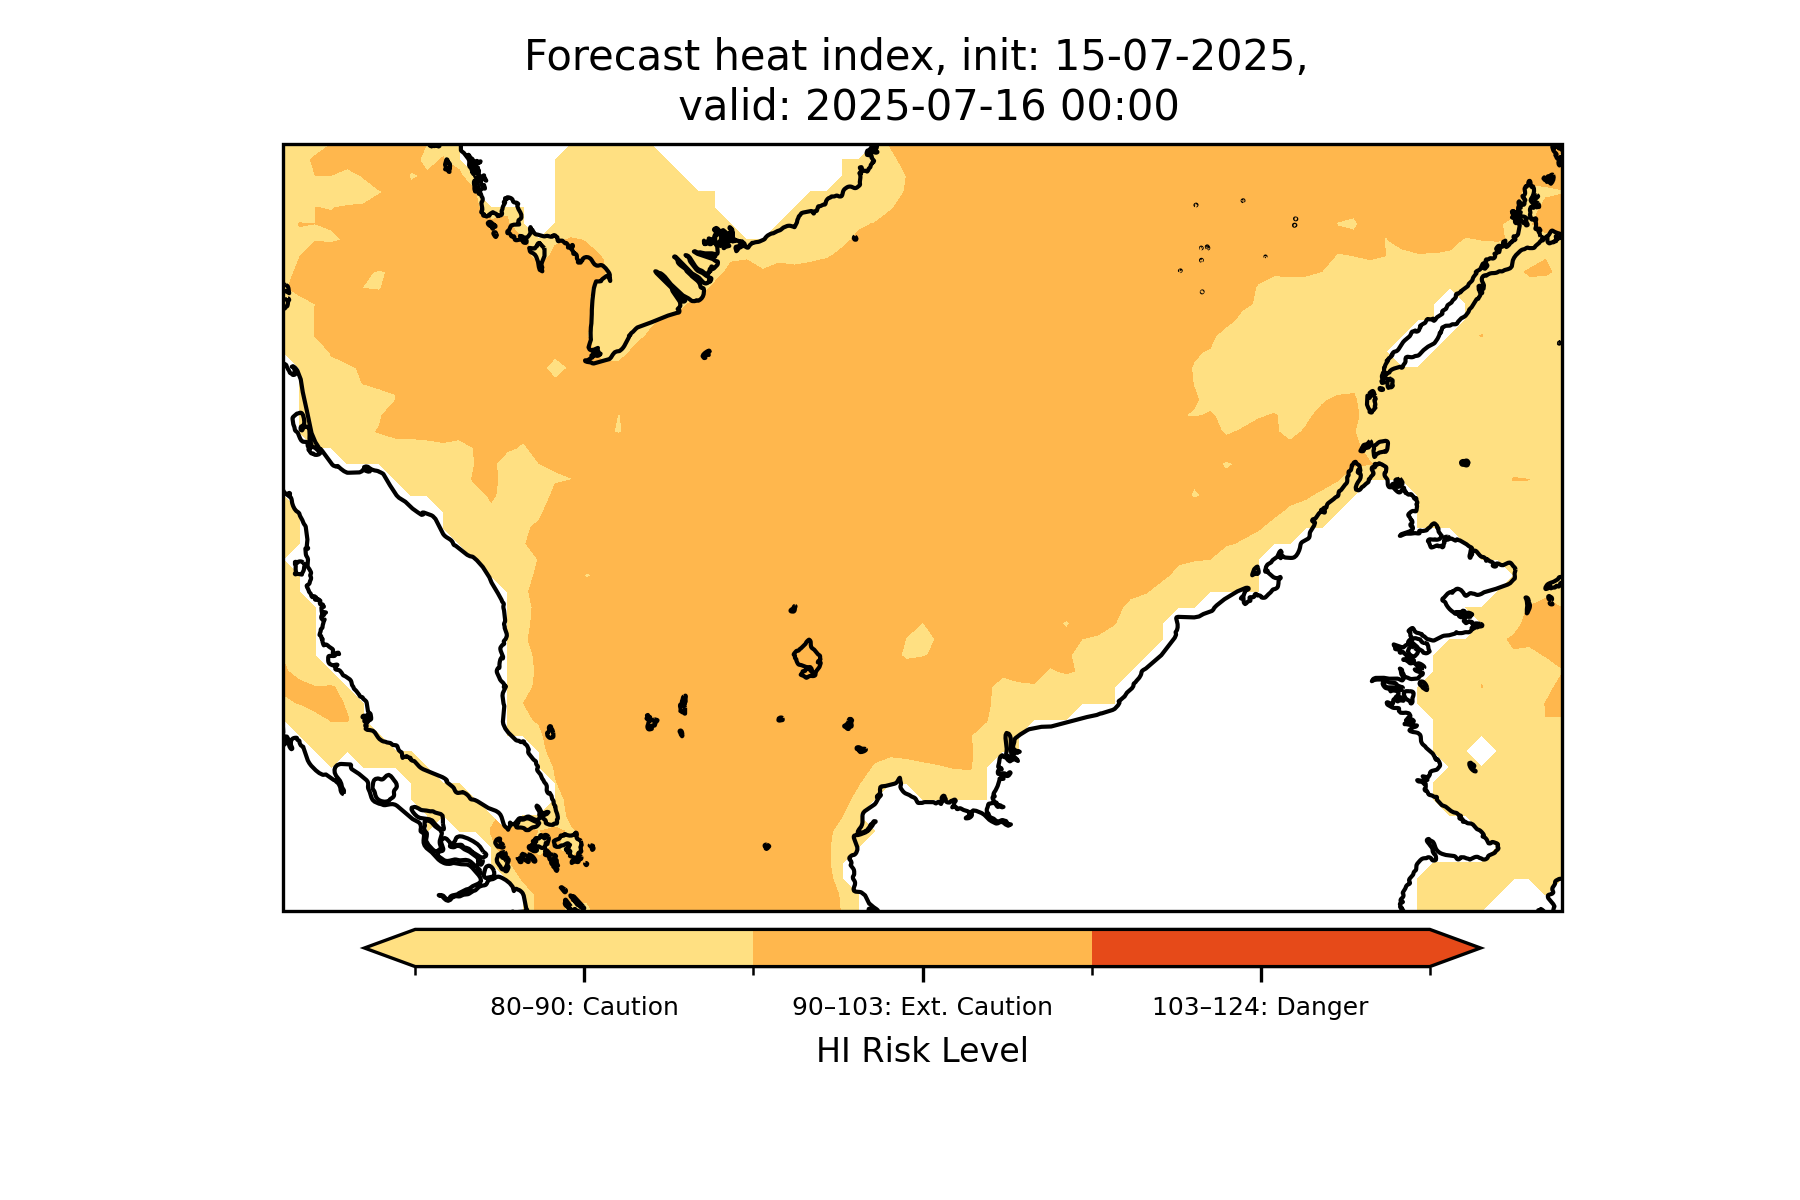 Forecast heat index, init: 15-07-2025,
valid: 2025-07-16 00:00
80–90: Caution
90–103: Ext. Caution
103–124: Danger
HI Risk Level